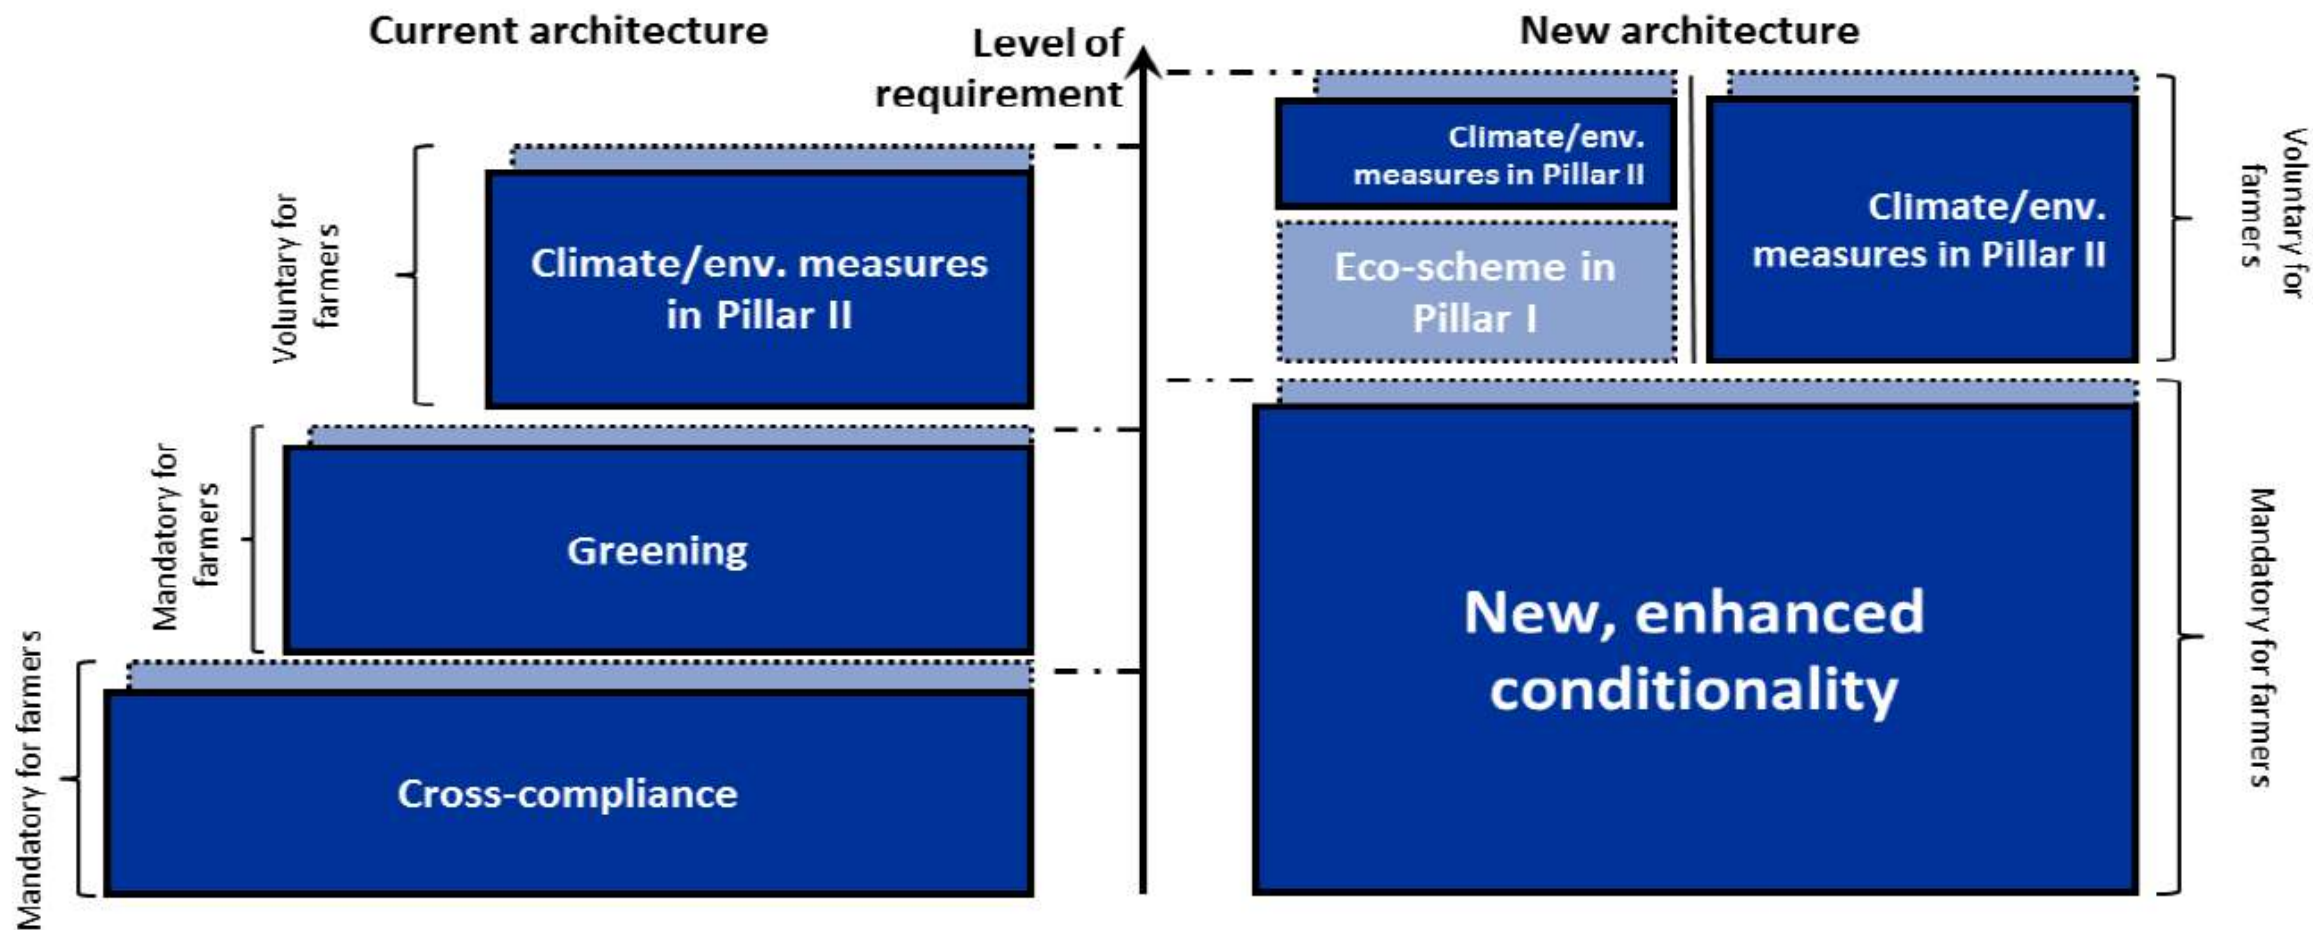 Current architecture
Level of
requirement
New architecture
Voluntary for
farmers
Climate/env. measures
in Pillar II
Mandatory for
farmers
Greening
Mandatory for farmers
Cross-compliance
Climate/env.
measures in Pillar II
Eco-scheme in
Pillar I
Climate/env.
measures in Pillar II
Voluntary for
farmers
New, enhanced
conditionality
Mandatory for farmers